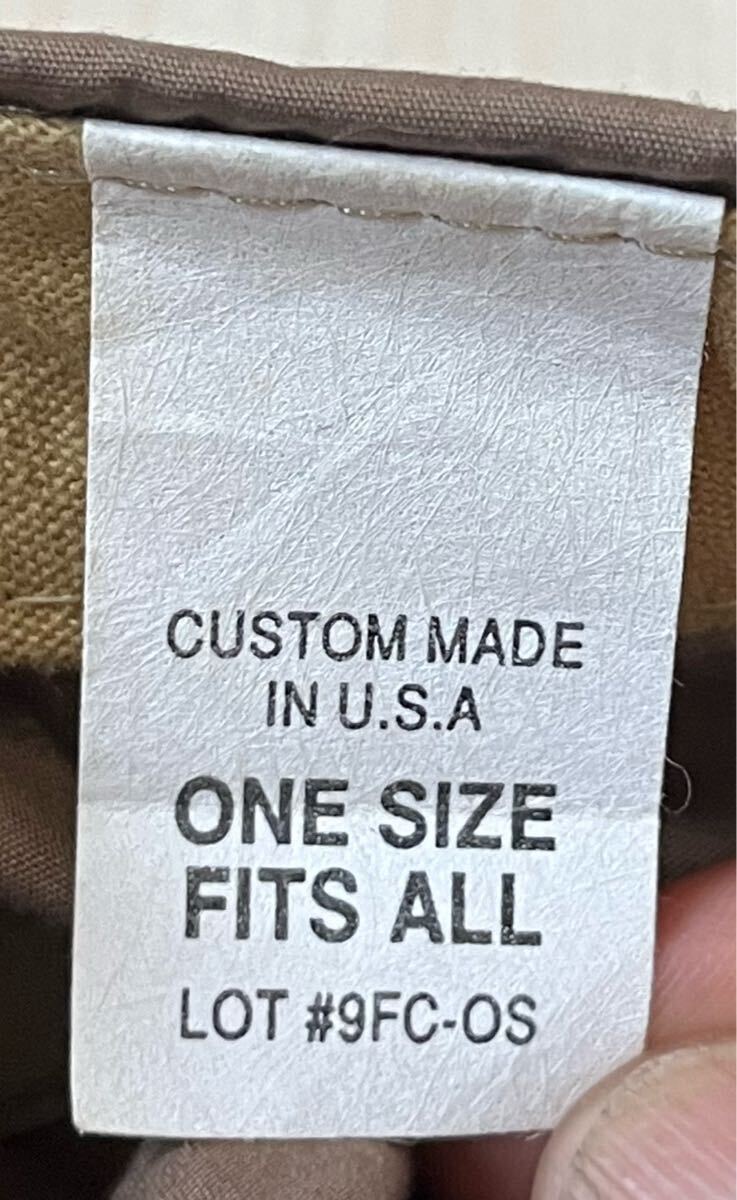 CUSTOM MADE
IN U.S.A
ONE SIZE
FITS ALL
LOT #9FC-OS